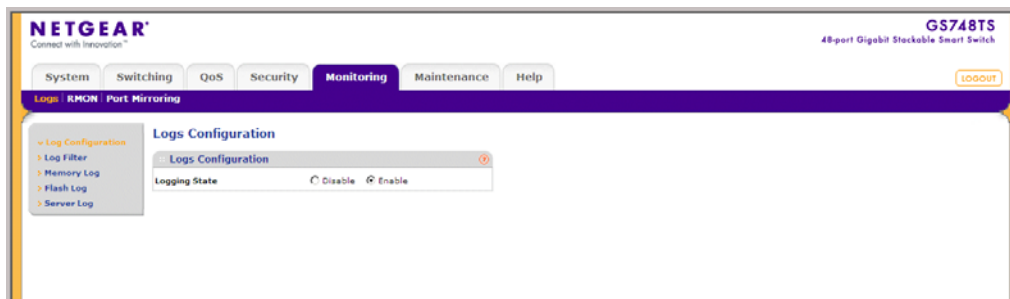 NETGEAR®
Connect with Innovation™
GS748TS
48-port Gigabit Stackable Smart Switch
System Switching QoS Security Monitoring Maintenance Help
LOGOUT
Logs RMON Port Mirroring
Log Configuration
Log Filter
Memory Log
Flash Log
Server Log
Logs Configuration
Logs Configuration
Logging State Disable Enable